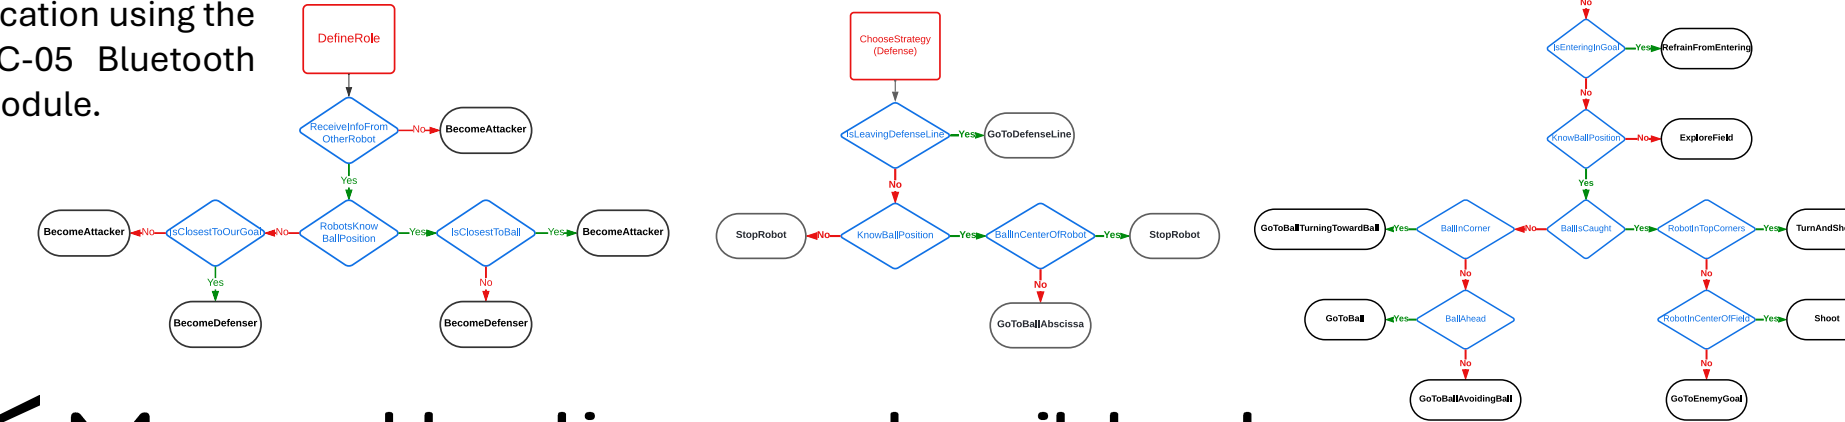 cation using the
C-05 Bluetooth
odule.
DefineRole
ReceiveInfoFrom
OtherRobot
No
BecomeAttacker
Yes
BecomeAttacker
No
IsClosestToOurGoal
No
RobotsKnow
BallPosition
Yes
IsClosestToBall
Yes
BecomeAttacker
Yes
No
BecomeDefenser
BecomeDefenser
ChooseStrategy
(Defense)
IsLeavingDefenseLine
Yes
GoToDefenseLine
No
StopRobot
No
KnowBallPosition
Yes
BallInCenterOfRobot
Yes
StopRobot
No
GoToBallAbscissa
No
IsEnteringInGoal
Yes
RefrainFromEntering
No
KnowBallPosition
No
ExploreField
Yes
GoToBallTurningTowardBall
Yes
BallInCorner
No
BallIsCaught
Yes
RobotInTopCorners
Yes
TurnAndSh
No
No
GoToBall
Yes
BallAhead
RobotInCenterOfField
Yes
Shoot
No
No
GoToBallAvoidingBall
GoToEnemyGoal